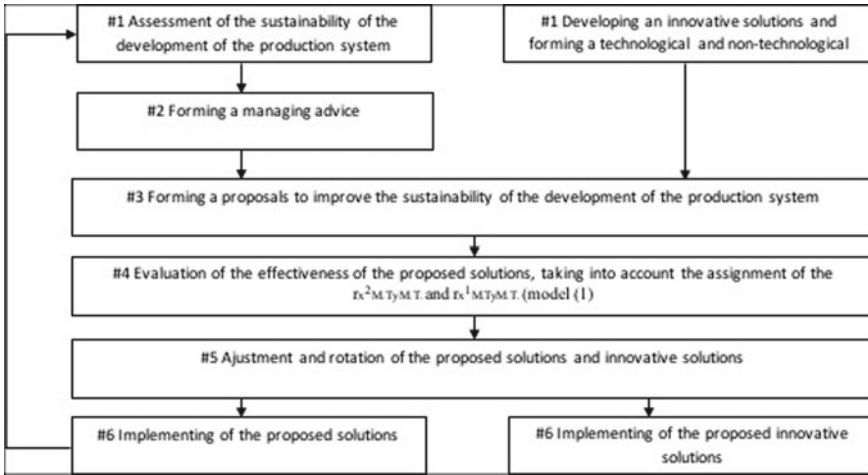 #1 Assessment of the sustainability of the
development of the production system
#1 Developing an innovative solutions and
forming a technological and non-technological
#2 Forming a managing advice
#3 Forming a proposals to improve the sustainability of the development of the production system
#4 Evaluation of the effectiveness of the proposed solutions, taking into account the assignment of the
rx²M.TyM.T. and rx¹M.TyM.T. (model (1)
#5 Ajustment and rotation of the proposed solutions and innovative solutions
#6 Implementing of the proposed solutions
#6 Implementing of the proposed innovative
solutions